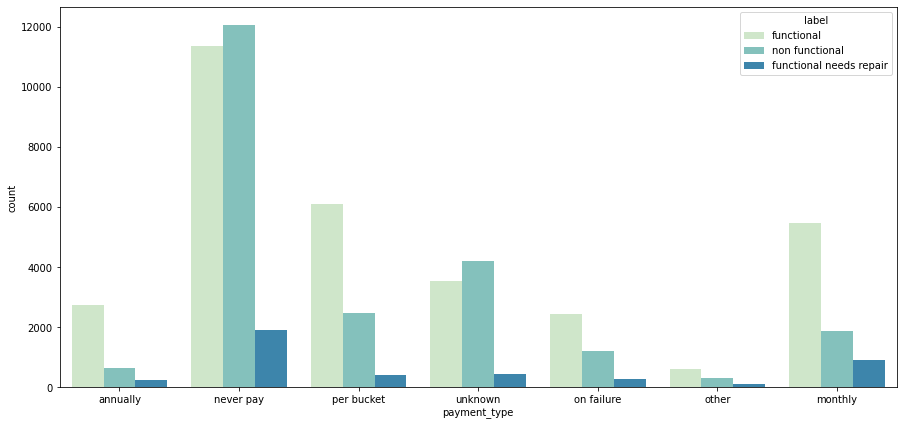 label
functional
non functional
functional needs repair
12000
10000
8000
6000
4000
2000
0
count
annually never pay per bucket unknown on failure other monthly
payment_type